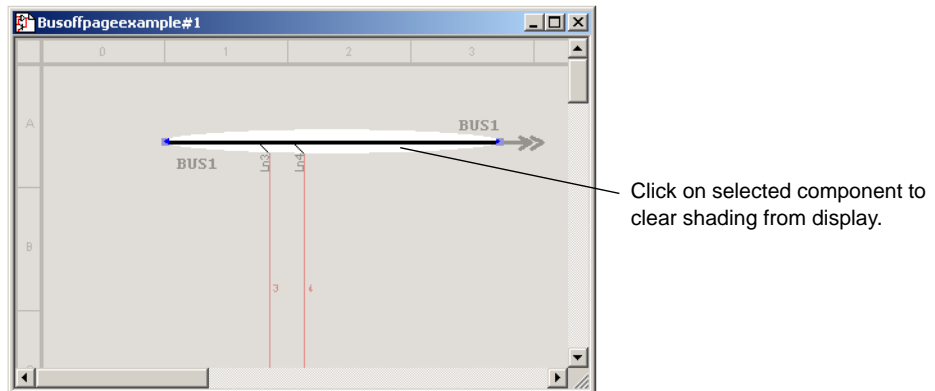 Busoffpageexample#1
0 1 2 3
A
BUS1
BUS1
Ln3
Ln4
Click on selected component to
clear shading from display.
B
3 4